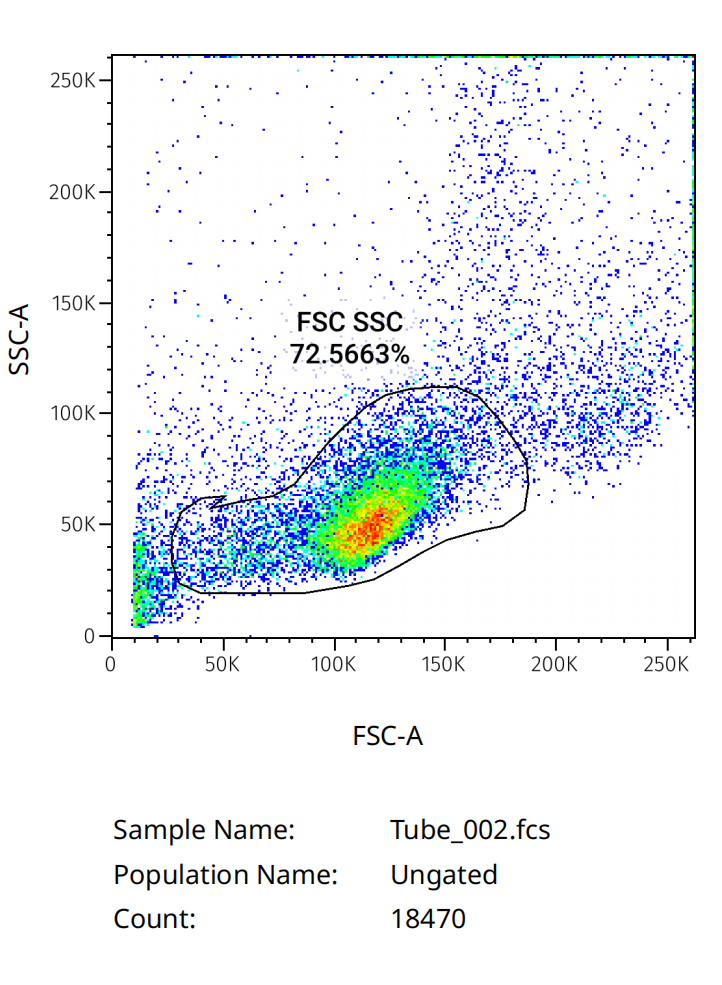 250K
200K
150K
100K
50K
0
SSC-A
FSC SSC
72.5663%
0 50K 100K 150K 200K 250K
FSC-A
Sample Name: Tube_002.fcs
Population Name: Ungated
Count: 18470